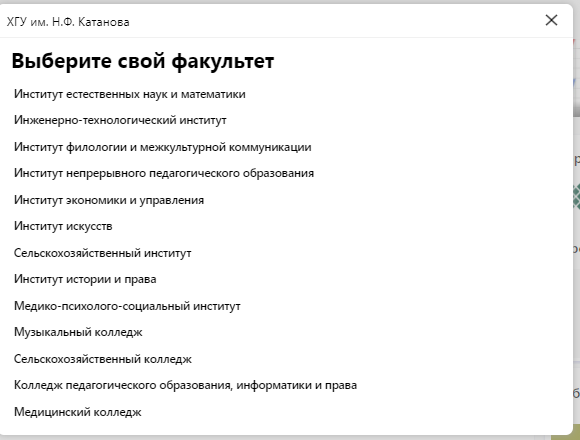 ХГУ им. Н.Ф. Катанова
Выберите свой факультет
Институт естественных наук и математики
Инженерно-технологический институт
Институт филологии и межкультурной коммуникации
Институт непрерывного педагогического образования
Институт экономики и управления
Институт искусств
Сельскохозяйственный институт
Институт истории и права
Медико-психолого-социальный институт
Музыкальный колледж
Сельскохозяйственный колледж
Колледж педагогического образования, информатики и права
Медицинский колледж